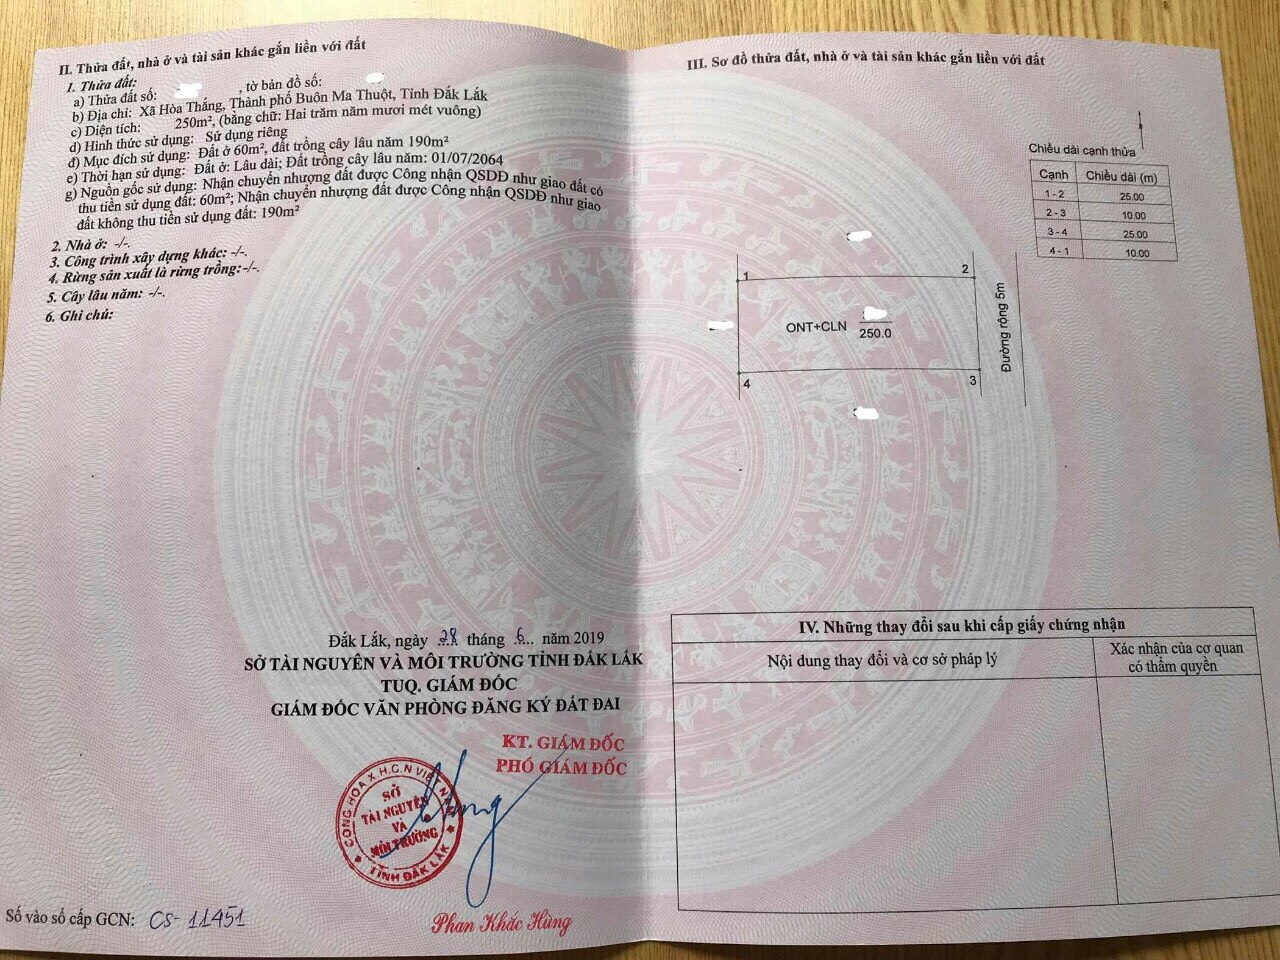 II. Thửa đất, nhà ở và tài sản khác gắn liền với đất
1. Thửa đất:
a) Thửa đất số: , tờ bản đồ số:
b) Địa chỉ: Xã Hòa Thắng, Thành phố Buôn Ma Thuột, Tỉnh Đắk Lắk
c) Diện tích: 250m², (bằng chữ: Hai trăm năm mươi mét vuông)
d) Hình thức sử dụng: Sử dụng riêng
đ) Mục đích sử dụng: Đất ở 60m², đất trồng cây lâu năm 190m²
e) Thời hạn sử dụng: Đất ở: Lâu dài; Đất trồng cây lâu năm: 01/07/2064
g) Nguồn gốc sử dụng: Nhận chuyển nhượng đất được Công nhận QSDĐ như giao đất có
thu tiền sử dụng đất: 60m²; Nhận chuyển nhượng đất được Công nhận QSDĐ như giao
đất không thu tiền sử dụng đất: 190m²
2. Nhà ở: -/-.
3. Công trình xây dựng khác: -/-.
4. Rừng sản xuất là rừng trồng:-/-.
5. Cây lâu năm: -/-.
6. Ghi chú:
Đắk Lắk, ngày 28 tháng 6 năm 2019
SỞ TÀI NGUYÊN VÀ MÔI TRƯỜNG TỈNH ĐẮK LẮK
TUQ. GIÁM ĐỐC
GIÁM ĐỐC VĂN PHÒNG ĐĂNG KÝ ĐẤT ĐAI
KT. GIÁM ĐỐC
PHÓ GIÁM ĐỐC
CỘNG HÒA X.H.C.N VIỆT NAM
SỞ
TÀI NGUYÊN
VÀ
MÔI TRƯỜNG
TỈNH ĐẮK LẮK
Phan Khắc Hùng
Số vào sổ cấp GCN: CS-11451
III. Sơ đồ thửa đất, nhà ở và tài sản khác gắn liền với đất
Chiều dài cạnh thửa
Cạnh Chiều dài (m)
1 - 2 25.00
2 - 3 10.00
3 - 4 25.00
4 - 1 10.00
1 2
ONT+CLN 250.0
4 3
Đường rộng 5m
IV. Những thay đổi sau khi cấp giấy chứng nhận
Nội dung thay đổi và cơ sở pháp lý
Xác nhận của cơ quan
có thẩm quyền